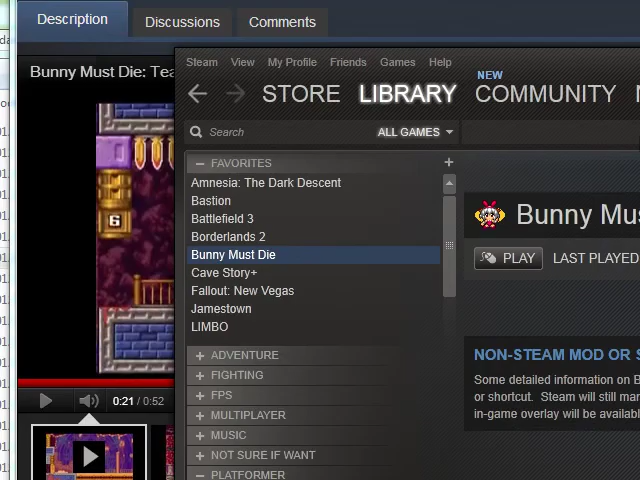 Description
Discussions
Comments
Bunny Must Die: Tea
6
0:21 / 0:52
Steam View My Profile Friends Games Help
STORE LIBRARY NEW COMMUNITY
Search ALL GAMES
FAVORITES
Amnesia: The Dark Descent
Bastion
Battlefield 3
Borderlands 2
Bunny Must Die
Cave Story+
Fallout: New Vegas
Jamestown
LIMBO
ADVENTURE
FIGHTING
FPS
MULTIPLAYER
MUSIC
NOT SURE IF WANT
PLATFORMER
Bunny Mus
PLAY LAST PLAYED
NON-STEAM MOD OR S
Some detailed information on B
or shortcut. Steam will still mar
in-game overlay will be available